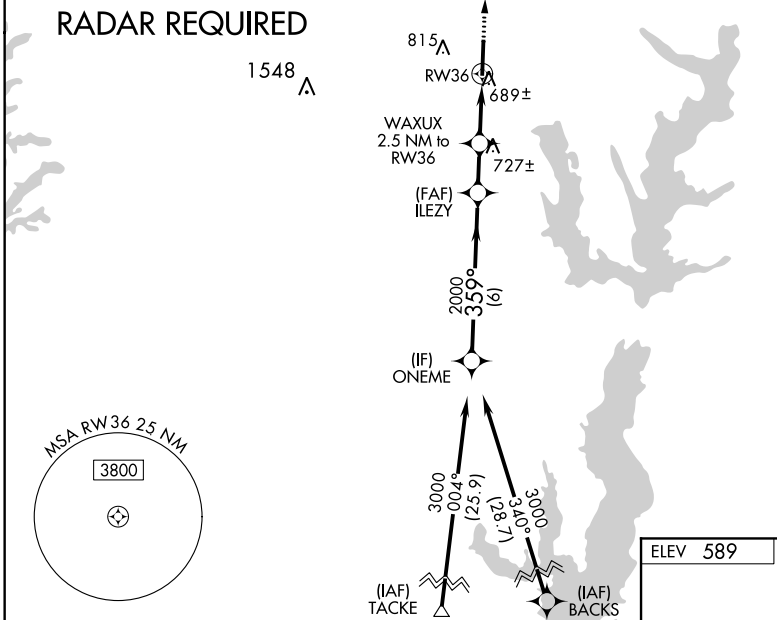 RADAR REQUIRED
1548
815
RW36
689±
WAXUX
2.5 NM to
RW36
727±
(FAF)
ILEZY
2000
359°
(6)
(IF)
ONEME
MSA RW36 25 NM
3800
3000
004°
(25.9)
3000
340°
(28.7)
(IAF)
TACKE
(IAF)
BACKS
ELEV 589